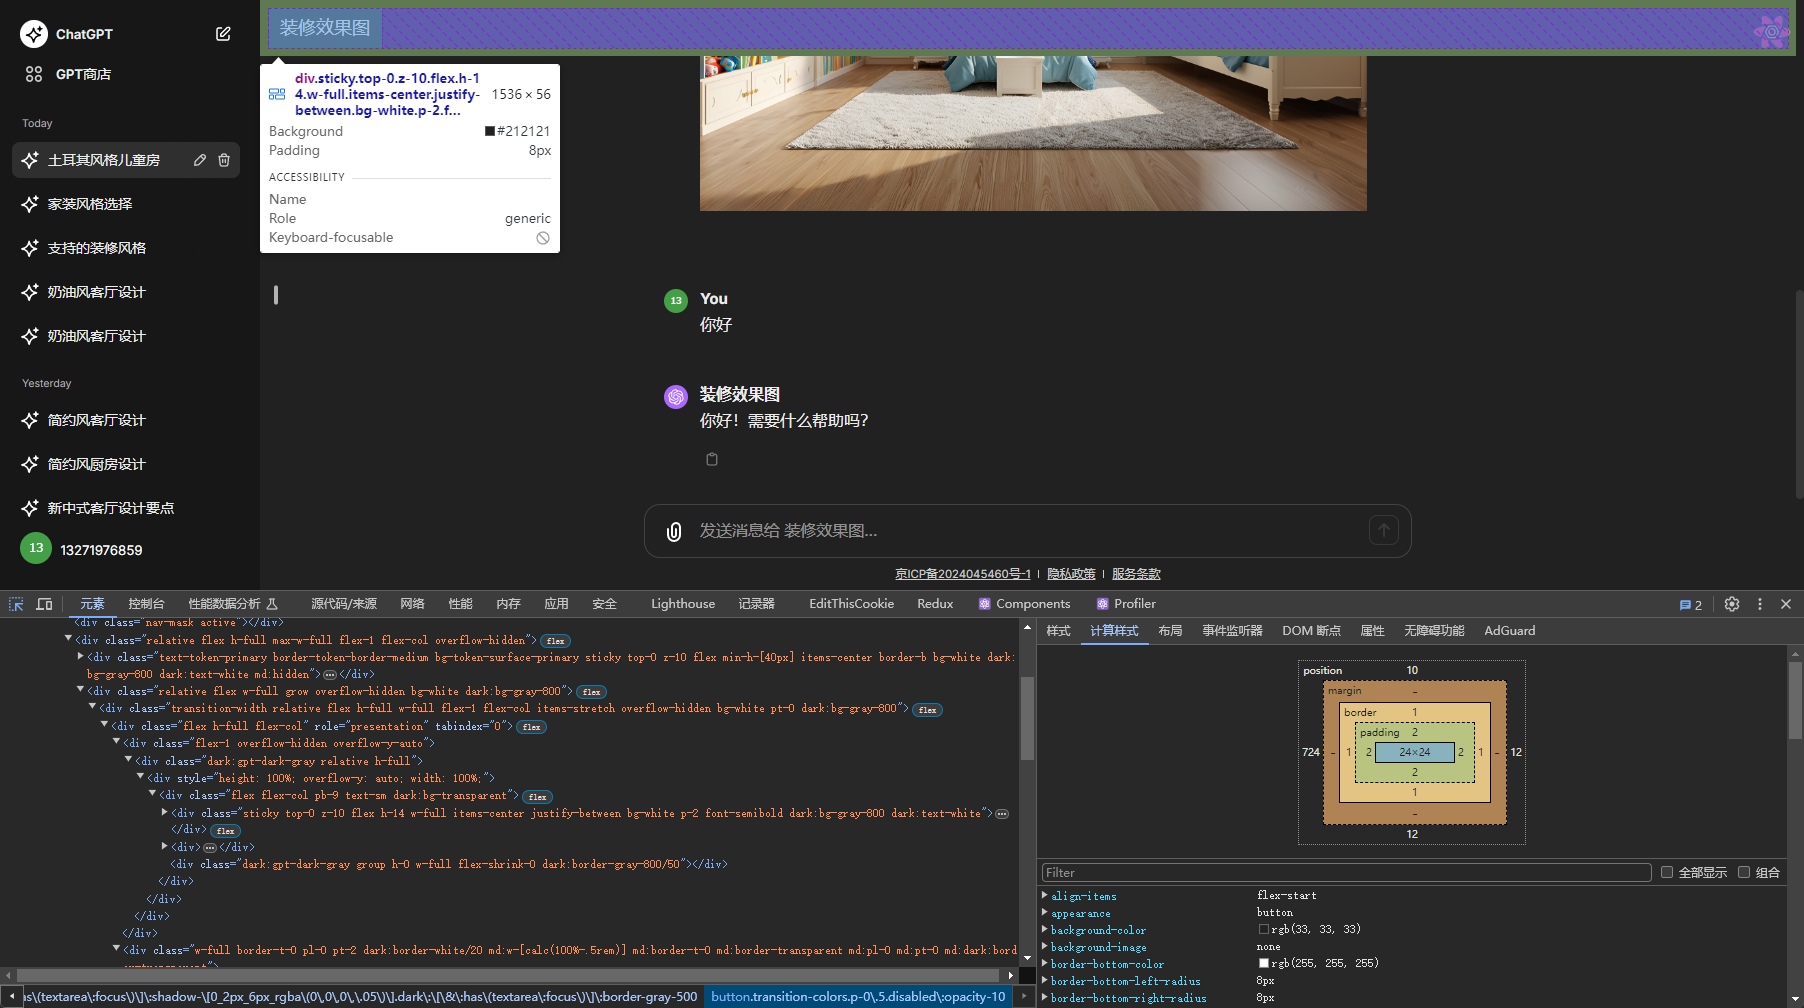 ChatGPT
GPT商店
Today
土耳其风格儿童房
家装风格选择
支持的装修风格
奶油风客厅设计
奶油风客厅设计
Yesterday
简约风客厅设计
简约风厨房设计
新中式客厅设计要点
13 13271976859
装修效果图
div.sticky.top-0.z-10.flex.h-1
4.w-full.items-center.justify-
between.bg-white.p-2.f...
1536 × 56
Background #212121
Padding 8px
ACCESSIBILITY
Name
Role generic
Keyboard-focusable
13 You
你好
装修效果图
你好！需要什么帮助吗？
发送消息给 装修效果图...
京ICP备2024045460号-1 | 隐私政策 | 服务条款
元素 控制台 性能数据分析 源代码/来源 网络 性能 内存 应用 安全 Lighthouse 记录器 EditThisCookie Redux Components Profiler 2
<div class="nav-mask active"></div>
<div class="relative flex h-full max-w-full flex-1 flex-col overflow-hidden"> flex
<div class="text-token-primary border-token-border-medium bg-token-surface-primary sticky top-0 z-10 flex min-h-[40px] items-center border-b bg-white dark:
bg-gray-800 dark:text-white md:hidden">…</div>
<div class="relative flex w-full grow overflow-hidden bg-white dark:bg-gray-800"> flex
<div class="transition-width relative flex h-full w-full flex-1 flex-col items-stretch overflow-hidden bg-white pt-0 dark:bg-gray-800"> flex
<div class="flex h-full flex-col" role="presentation" tabindex="0"> flex
<div class="flex-1 overflow-hidden overflow-y-auto">
<div class="dark:gpt-dark-gray relative h-full">
<div style="height: 100%; overflow-y: auto; width: 100%;">
<div class="flex flex-col pb-9 text-sm dark:bg-transparent"> flex
<div class="sticky top-0 z-10 flex h-14 w-full items-center justify-between bg-white p-2 font-semibold dark:bg-gray-800 dark:text-white">…
</div> flex
<div>…</div>
<div class="dark:gpt-dark-gray group h-0 w-full flex-shrink-0 dark:border-gray-800/50"></div>
</div>
</div>
</div>
</div>
<div class="w-full border-t-0 pl-0 pt-2 dark:border-white/20 md:w-[calc(100%-.5rem)] md:border-t-0 md:border-transparent md:pl-0 md:pt-0 md:dark:bord
er-transparent">
ıas\(textarea\:focus\)\]\:shadow-\[0_2px_6px_rgba\(0\,0\,0\,\.05\)\].dark\:\[\&\:has\(textarea\:focus\)\]\:border-gray-500 button.transition-colors.p-0\.5.disabled\:opacity-10
样式 计算样式 布局 事件监听器 DOM 断点 属性 无障碍功能 AdGuard
position 10
margin -
border 1
padding 2
724 - 1 2 24×24 2 1 - 12
2
1
-
12
Filter 全部显示 组合
align-items flex-start
appearance button
background-color rgb(33, 33, 33)
background-image none
border-bottom-color rgb(255, 255, 255)
border-bottom-left-radius 8px
border-bottom-right-radius 8px